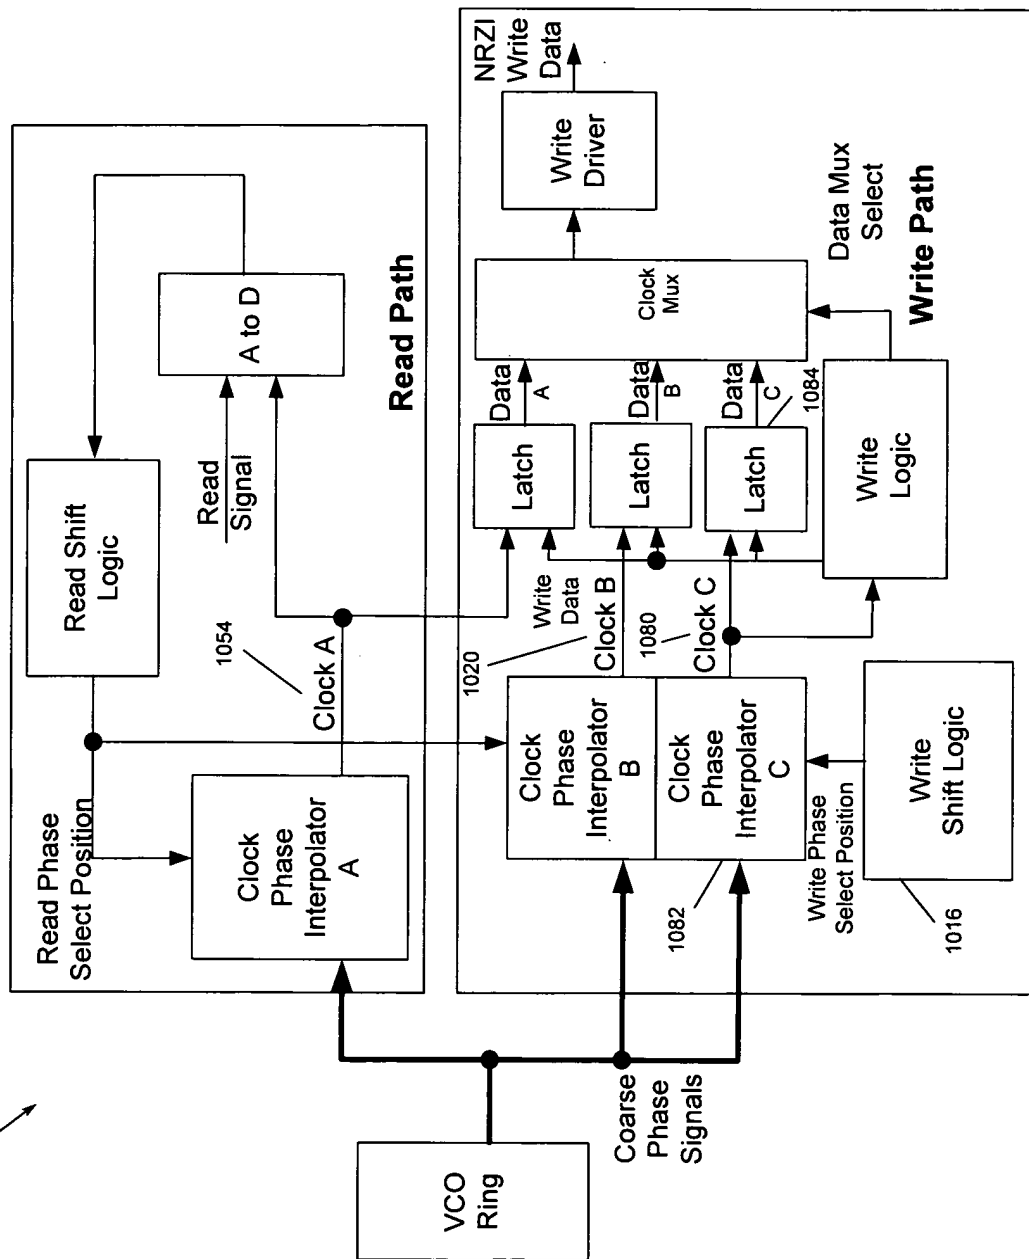 VCO
Ring
Coarse
Phase
Signals
Read Phase
Select Position
Clock
Phase
Interpolator
A
1054
Clock A
Read Shift
Logic
Read
Signal
A to D
Read Path
Clock
Phase
Interpolator
B
Clock
Phase
Interpolator
C
1082
1020
Clock B
1080
Clock C
Write Phase
Select Position
Write
Shift Logic
1016
Write
Data
Latch
Latch
Latch
Data
A
Data
B
Data
C
1084
Write
Logic
Clock
Mux
Data Mux
Select
Write
Driver
NRZI
Write
Data
Write Path